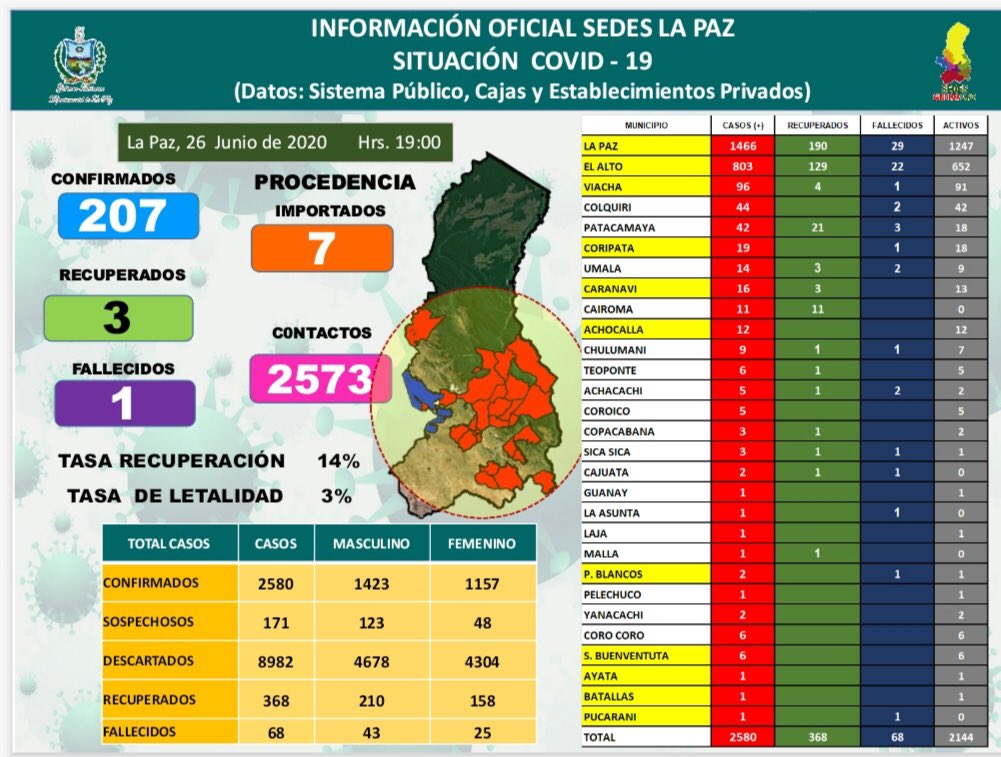 INFORMACIÓN OFICIAL SEDES LA PAZ
SITUACIÓN COVID - 19
(Datos: Sistema Público, Cajas y Establecimientos Privados)
La Paz, 26 Junio de 2020 Hrs. 19:00
CONFIRMADOS
207
RECUPERADOS
3
FALLECIDOS
1
PROCEDENCIA
IMPORTADOS
7
CONTACTOS
2573
TASA RECUPERACIÓN 14%
TASA DE LETALIDAD 3%
TOTAL CASOS CASOS MASCULINO FEMENINO
CONFIRMADOS 2580 1423 1157
SOSPECHOSOS 171 123 48
DESCARTADOS 8982 4678 4304
RECUPERADOS 368 210 158
FALLECIDOS 68 43 25
MUNICIPIO CASOS (+) RECUPERADOS FALLECIDOS ACTIVOS
LA PAZ 1466 190 29 1247
EL ALTO 803 129 22 652
VIACHA 96 4 1 91
COLQUIRI 44 2 42
PATACAMAYA 42 21 3 18
CORIPATA 19 1 18
UMALA 14 3 2 9
CARANAVI 16 3 13
CAIROMA 11 11 0
ACHOCALLA 12 12
CHULUMANI 9 1 1 7
TEOPONTE 6 1 5
ACHACACHI 5 1 2 2
COROICO 5 5
COPACABANA 3 1 2
SICA SICA 3 1 1 1
CAJUATA 2 1 1 0
GUANAY 1 1
LA ASUNTA 1 1 0
LAJA 1 1
MALLA 1 1 0
P. BLANCOS 2 1 1
PELECHUCO 1 1
YANACACHI 2 2
CORO CORO 6 6
S. BUENVENTUTA 6 6
AYATA 1 1
BATALLAS 1 1
PUCARANI 1 1 0
TOTAL 2580 368 68 2144